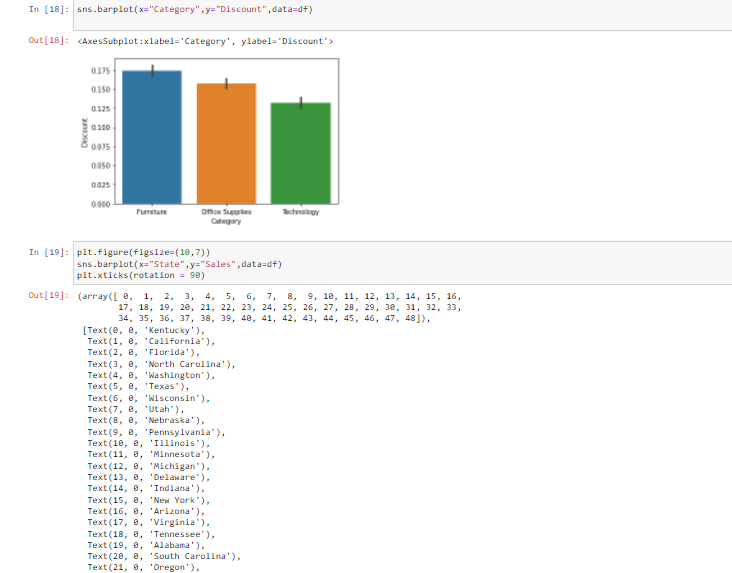 In [18]: sns.barplot(x="Category",y="Discount",data=df)
Out[18]: <AxesSubplot:xlabel='Category', ylabel='Discount'>
0.175
0.150
0.125
0.100
0.075
0.050
0.025
0.000
Discount
Furniture Office Supplies Technology
Category
In [19]: plt.figure(figsize=(10,7))
sns.barplot(x="State",y="Sales",data=df)
plt.xticks(rotation = 90)
Out[19]: (array([ 0, 1, 2, 3, 4, 5, 6, 7, 8, 9, 10, 11, 12, 13, 14, 15, 16,
17, 18, 19, 20, 21, 22, 23, 24, 25, 26, 27, 28, 29, 30, 31, 32, 33,
34, 35, 36, 37, 38, 39, 40, 41, 42, 43, 44, 45, 46, 47, 48]),
[Text(0, 0, 'Kentucky'),
Text(1, 0, 'California'),
Text(2, 0, 'Florida'),
Text(3, 0, 'North Carolina'),
Text(4, 0, 'Washington'),
Text(5, 0, 'Texas'),
Text(6, 0, 'Wisconsin'),
Text(7, 0, 'Utah'),
Text(8, 0, 'Nebraska'),
Text(9, 0, 'Pennsylvania'),
Text(10, 0, 'Illinois'),
Text(11, 0, 'Minnesota'),
Text(12, 0, 'Michigan'),
Text(13, 0, 'Delaware'),
Text(14, 0, 'Indiana'),
Text(15, 0, 'New York'),
Text(16, 0, 'Arizona'),
Text(17, 0, 'Virginia'),
Text(18, 0, 'Tennessee'),
Text(19, 0, 'Alabama'),
Text(20, 0, 'South Carolina'),
Text(21, 0, 'Oregon'),